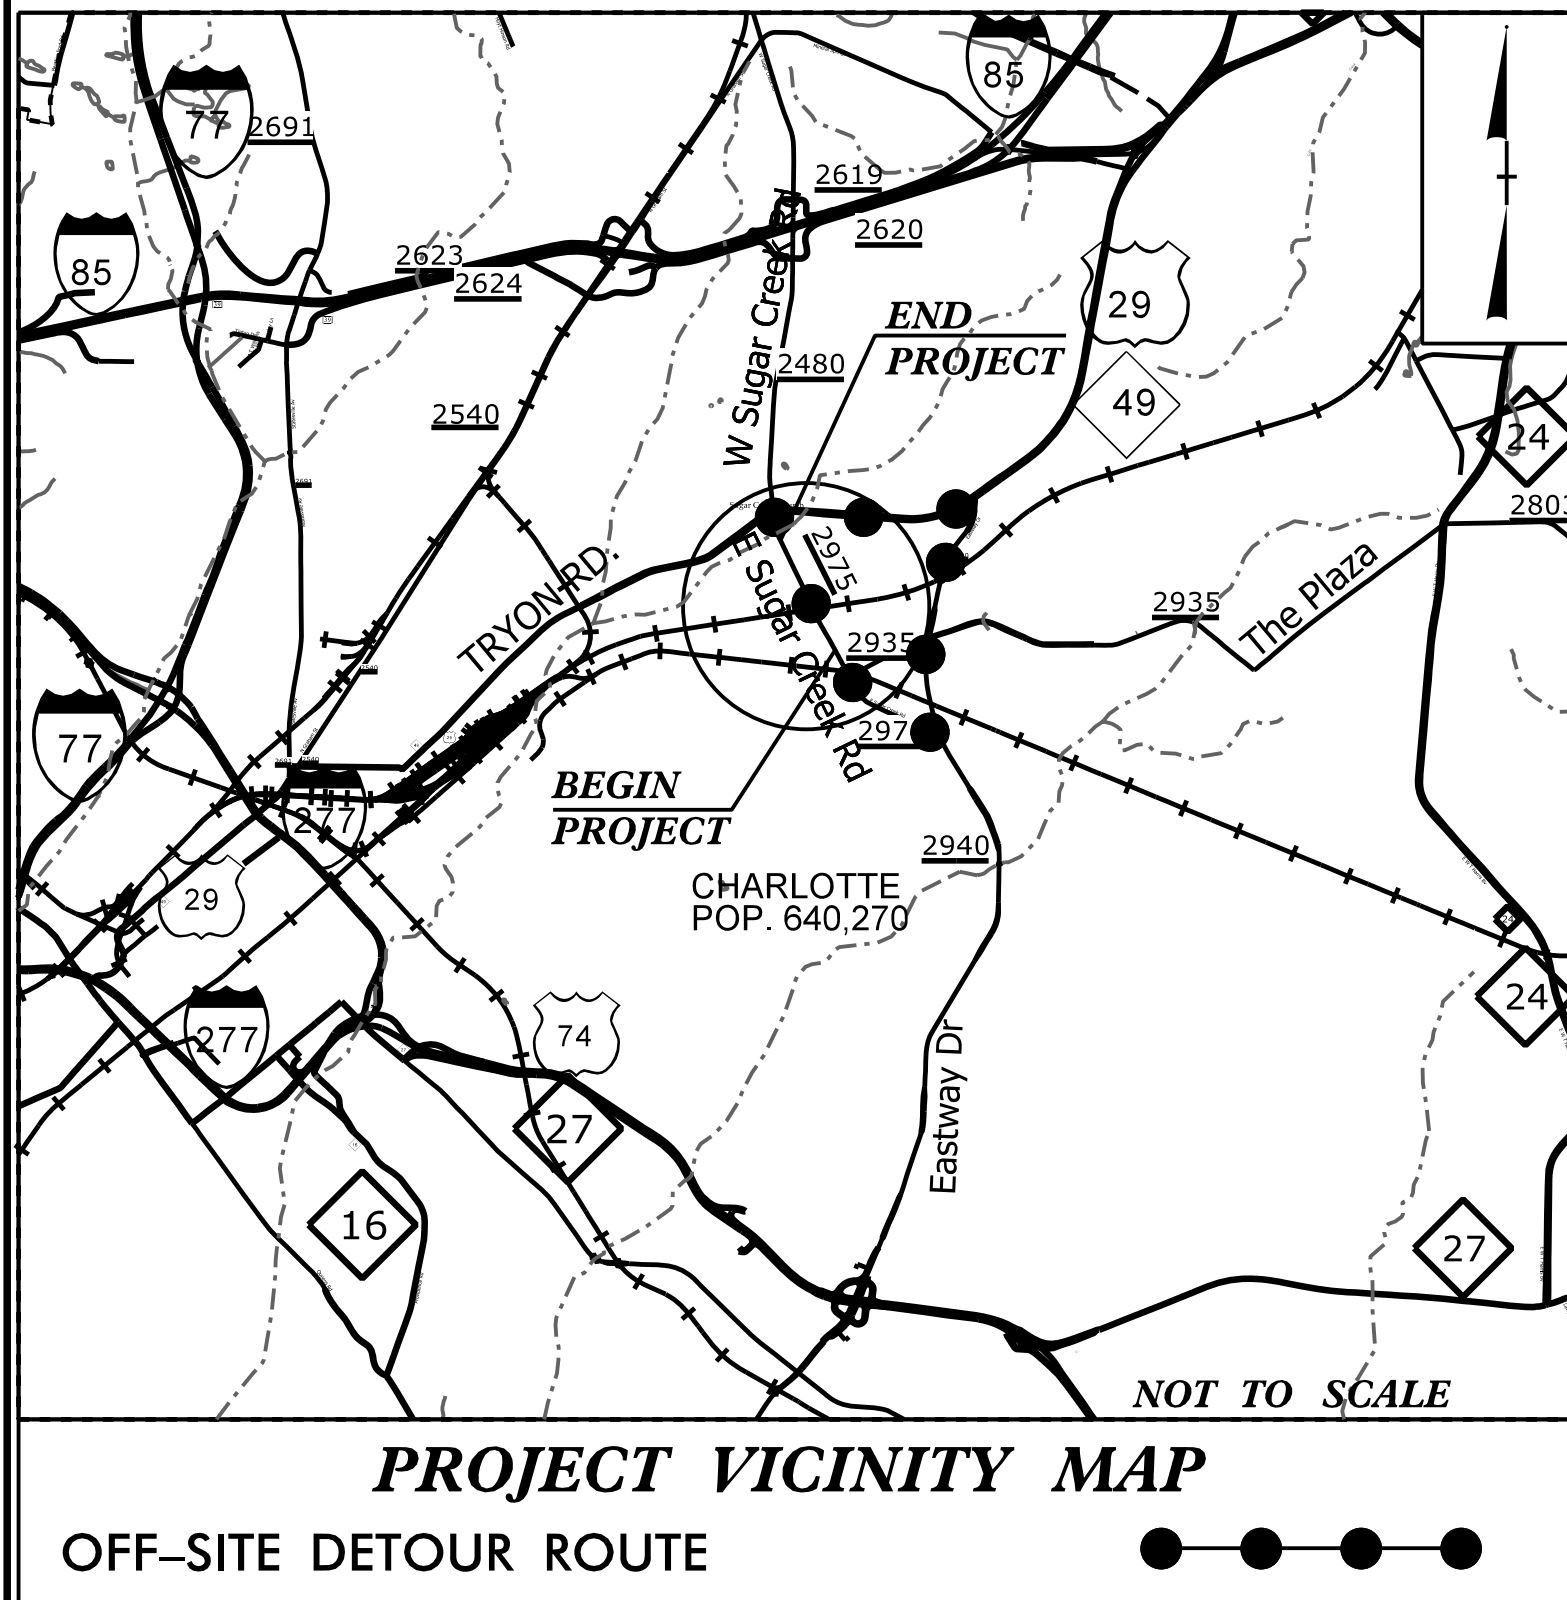 85
77
2691
2619
2620
85
2623
2624
29
END
PROJECT
W Sugar Creek Rd
2480
49
2540
24
2803
2975
E Sugar Creek Rd
TRYON RD.
2935
2935
The Plaza
297
77
BEGIN
PROJECT
277
2940
29
CHARLOTTE
POP. 640,270
24
277
74
Eastway Dr
27
16
27
NOT TO SCALE
PROJECT VICINITY MAP
OFF–SITE DETOUR ROUTE